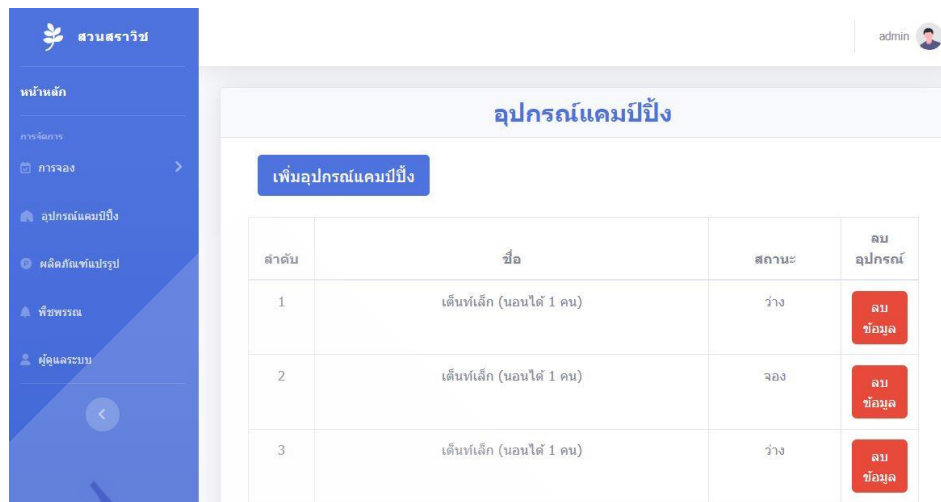 สวนสราวิช
admin
หน้าหลัก
การจัดการ
การจอง
อุปกรณ์แคมป์ปิ้ง
ผลิตภัณฑ์แปรรูป
พืชพรรณ
ผู้ดูแลระบบ
อุปกรณ์แคมป์ปิ้ง
เพิ่มอุปกรณ์แคมป์ปิ้ง
ลำดับ ชื่อ สถานะ ลบ
อุปกรณ์
1 เต็นท์เล็ก (นอนได้ 1 คน) ว่าง ลบ
ข้อมูล
2 เต็นท์เล็ก (นอนได้ 1 คน) จอง ลบ
ข้อมูล
3 เต็นท์เล็ก (นอนได้ 1 คน) ว่าง ลบ
ข้อมูล